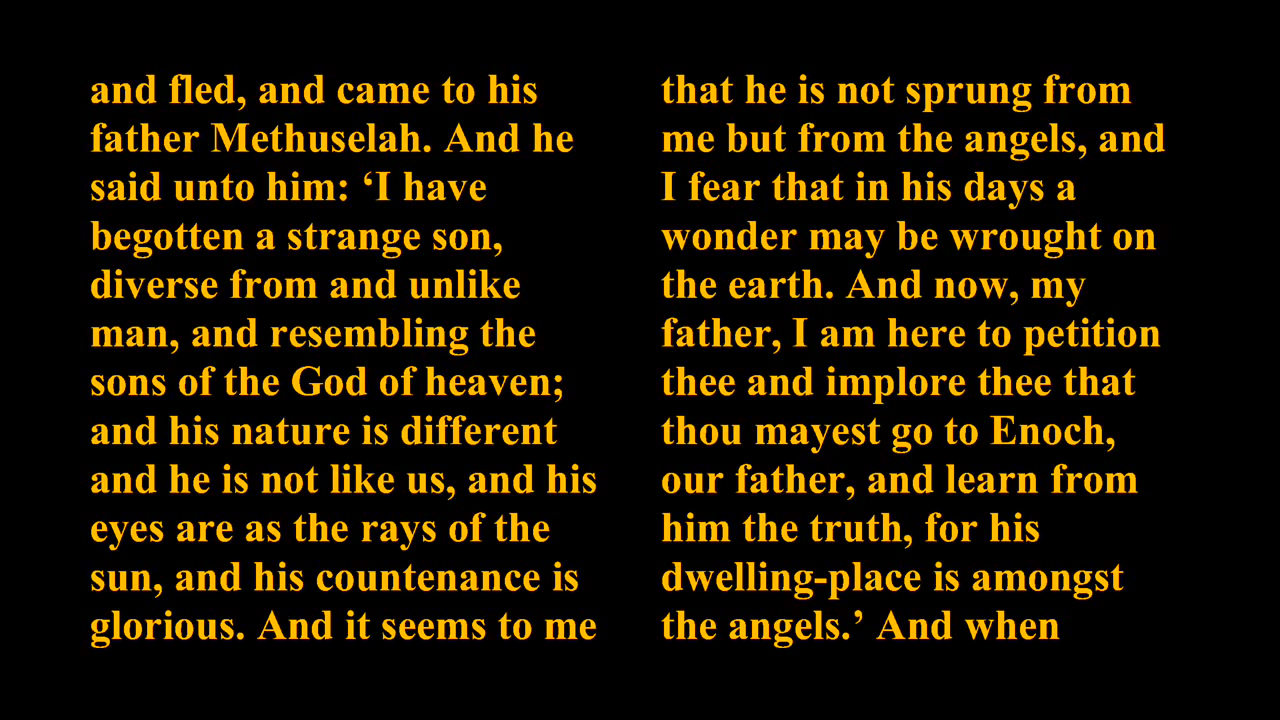 and fled, and came to his
father Methuselah. And he
said unto him: ‘I have
begotten a strange son,
diverse from and unlike
man, and resembling the
sons of the God of heaven;
and his nature is different
and he is not like us, and his
eyes are as the rays of the
sun, and his countenance is
glorious. And it seems to me
that he is not sprung from
me but from the angels, and
I fear that in his days a
wonder may be wrought on
the earth. And now, my
father, I am here to petition
thee and implore thee that
thou mayest go to Enoch,
our father, and learn from
him the truth, for his
dwelling-place is amongst
the angels.’ And when